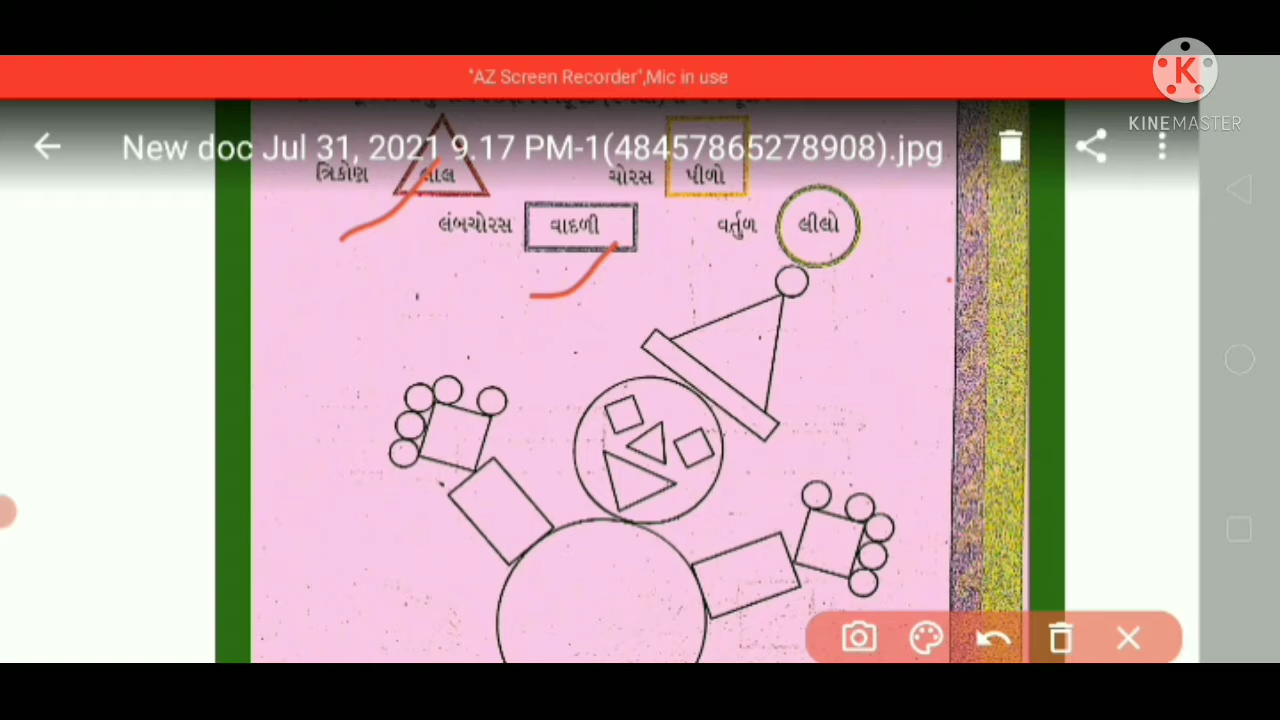 "AZ Screen Recorder",Mic in use
K
KINEMASTER
New doc Jul 31, 2021 9.17 PM-1(48457865278908).jpg
ત્રિકોણ લાલ ચોરસ પીળો
લંબચોરસ વાદળી વર્તુળ લીલો